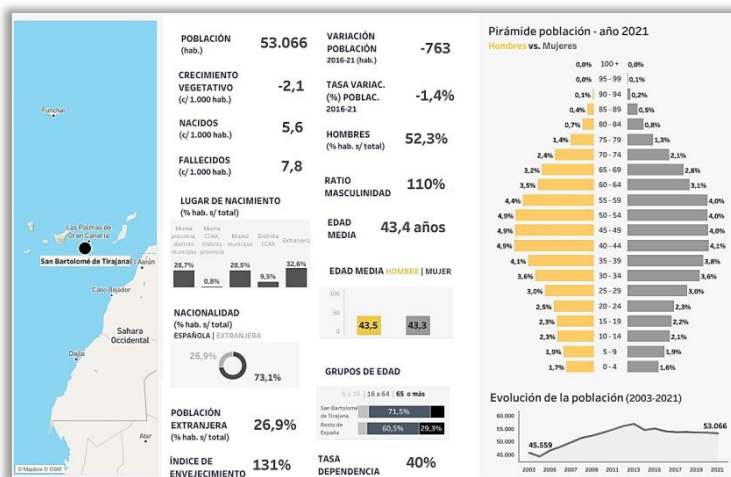 Funchal
Las Palmas de
Gran Canaria
San Bartolomé de Tirajana
El Aaiún
Cabo Bojador
Sahara
Occidental
Dajla
Atar
© Mapbox © OSM
POBLACIÓN
(hab.)
53.066
CRECIMIENTO
VEGETATIVO
(c/ 1.000 hab.)
-2,1
NACIDOS
(c/ 1.000 hab.)
5,6
FALLECIDOS
(c/ 1.000 hab.)
7,8
LUGAR DE NACIMIENTO
(% hab. s/ total)
Misma provincia, distinto municipio
Misma CCAA, distinta provincia
Mismo municipio
Distinta CCAA
Extranjero
28,7%
0,8%
28,5%
9,5%
32,6%
NACIONALIDAD
(% hab. s/ total)
ESPAÑOLA | EXTRANJERA
26,9%
73,1%
POBLACIÓN
EXTRANJERA
(% hab. s/ total)
26,9%
ÍNDICE DE
ENVEJECIMIENTO
131%
VARIACIÓN
POBLACIÓN
2016-21 (hab.)
-763
TASA VARIAC.
(%) POBLAC.
2016-21
-1,4%
HOMBRES
(% hab. s/ total)
52,3%
RATIO
MASCULINIDAD
110%
EDAD
MEDIA
43,4 años
EDAD MEDIA HOMBRE | MUJER
100
50
0
43,5
43,3
GRUPOS DE EDAD
0 a 15 | 16 a 64 | 65 o más
San Bartolomé
de Tirajana
71,5%
Resto de
España
60,5%
29,3%
TASA
DEPENDENCIA
40%
Pirámide población - año 2021
Hombres vs. Mujeres
0,0% 100 + 0,0%
0,0% 95 - 99 0,1%
0,1% 90 - 94 0,2%
0,4% 85 - 89 0,5%
0,7% 80 - 84 0,8%
1,4% 75 - 79 1,3%
2,4% 70 - 74 2,1%
3,2% 65 - 69 2,8%
3,5% 60 - 64 3,1%
4,4% 55 - 59 4,0%
4,9% 50 - 54 4,0%
4,9% 45 - 49 4,0%
4,9% 40 - 44 4,1%
4,1% 35 - 39 3,8%
3,6% 30 - 34 3,6%
3,0% 25 - 29 3,0%
2,5% 20 - 24 2,3%
2,3% 15 - 19 2,2%
2,3% 10 - 14 2,1%
1,9% 5 - 9 1,9%
1,7% 0 - 4 1,6%
Evolución de la población (2003-2021)
60.000
55.000
50.000
45.000
45.559
53.066
2003 2005 2007 2009 2011 2013 2015 2017 2019 2021